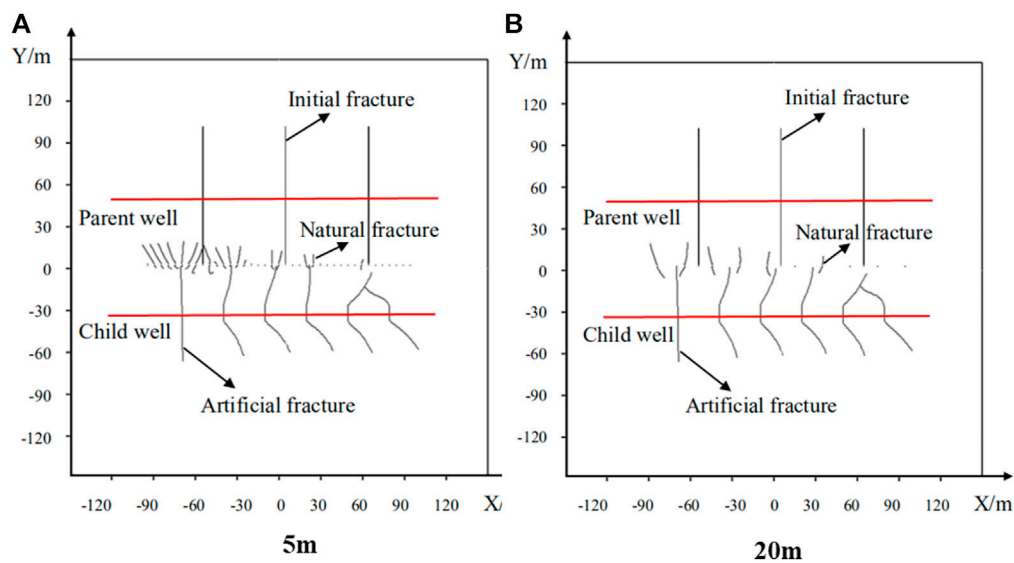 A
Y/m
120
90
60
30
0
-30
-60
-90
-120
Initial fracture
Parent well
Natural fracture
Child well
Artificial fracture
-120 -90 -60 -30 0 30 60 90 120 X/
5m
B
Y/m
120
90
60
30
0
-30
-60
-90
-120
Initial fracture
Parent well
Natural fracture
Child well
Artificial fracture
-120 -90 -60 -30 0 30 60 90 120 X/m
20m